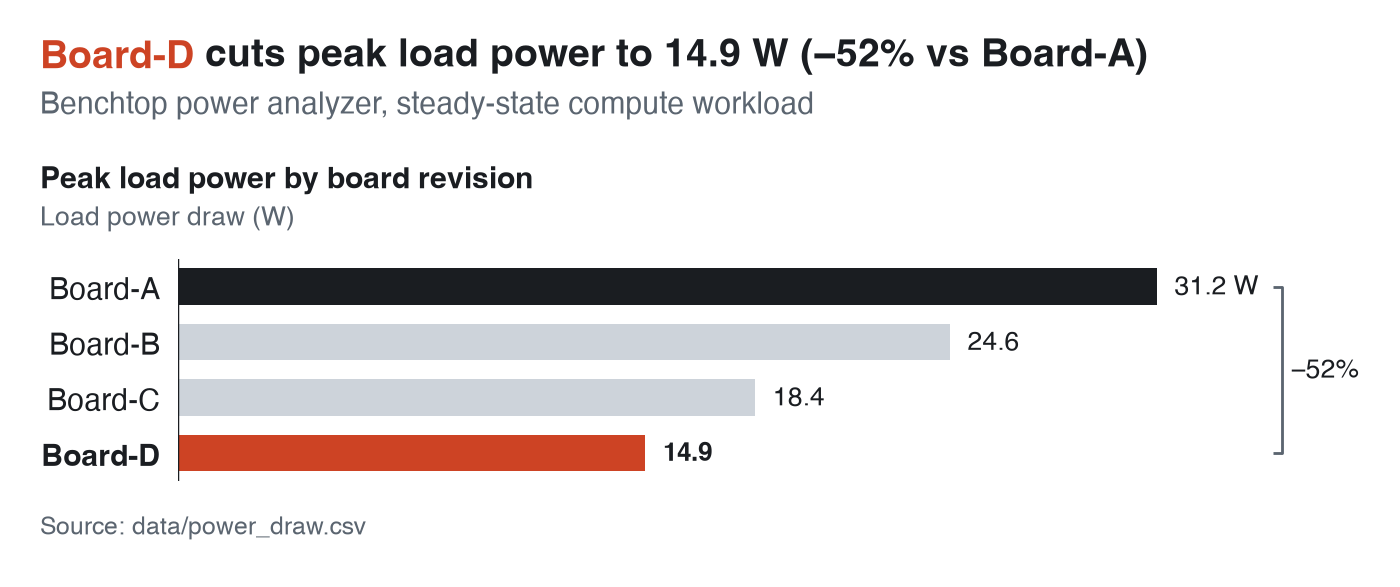 Board-D cuts peak load power to 14.9 W (–52% vs Board-A)
Benchtop power analyzer, steady-state compute workload
Peak load power by board revision
Load power draw (W)
Board-A 31.2 W
Board-B 24.6
–52%
Board-C 18.4
Board-D 14.9
Source: data/power_draw.csv